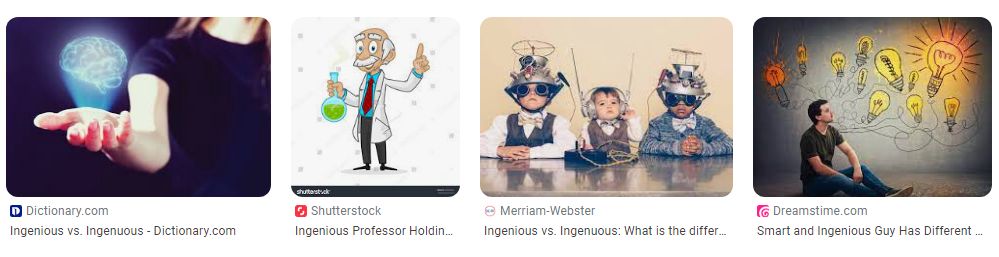 shutterstock
Dictionary.com
Ingenious vs. Ingenuous - Dictionary.com
Shutterstock
Ingenious Professor Holdin...
Merriam-Webster
Ingenious vs. Ingenuous: What is the differ...
Dreamstime.com
Smart and Ingenious Guy Has Different ...